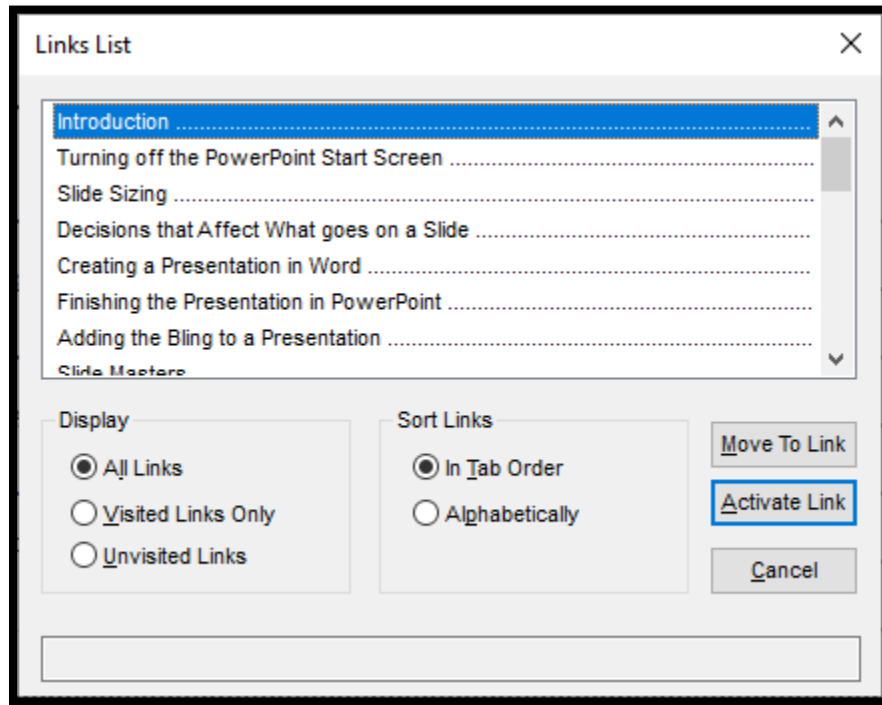 Links List
Introduction ................................................................................
Turning off the PowerPoint Start Screen ..............................................
Slide Sizing ................................................................................
Decisions that Affect What goes on a Slide ..........................................
Creating a Presentation in Word .........................................................
Finishing the Presentation in PowerPoint ..............................................
Adding the Bling to a Presentation ......................................................
Slide Masters
Display
Sort Links
All Links
In Tab Order
Visited Links Only
Alphabetically
Unvisited Links
Move To Link
Activate Link
Cancel